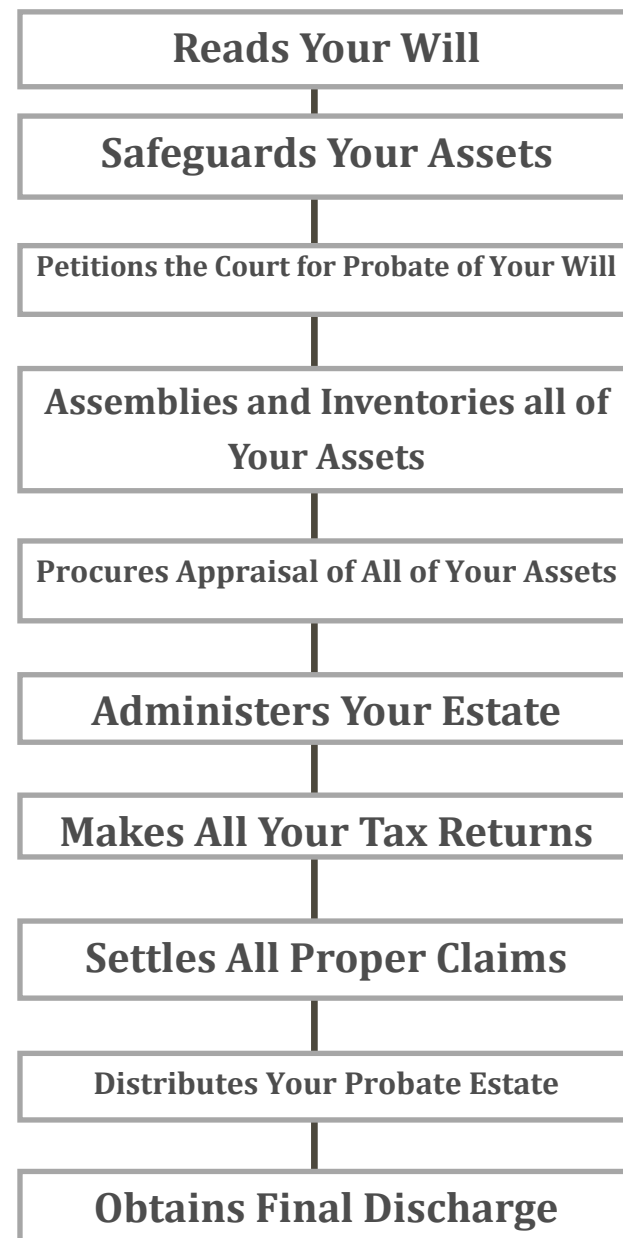 Reads Your Will
Safeguards Your Assets
Petitions the Court for Probate of Your Will
Assemblies and Inventories all of
Your Assets
Procures Appraisal of All of Your Assets
Administers Your Estate
Makes All Your Tax Returns
Settles All Proper Claims
Distributes Your Probate Estate
Obtains Final Discharge